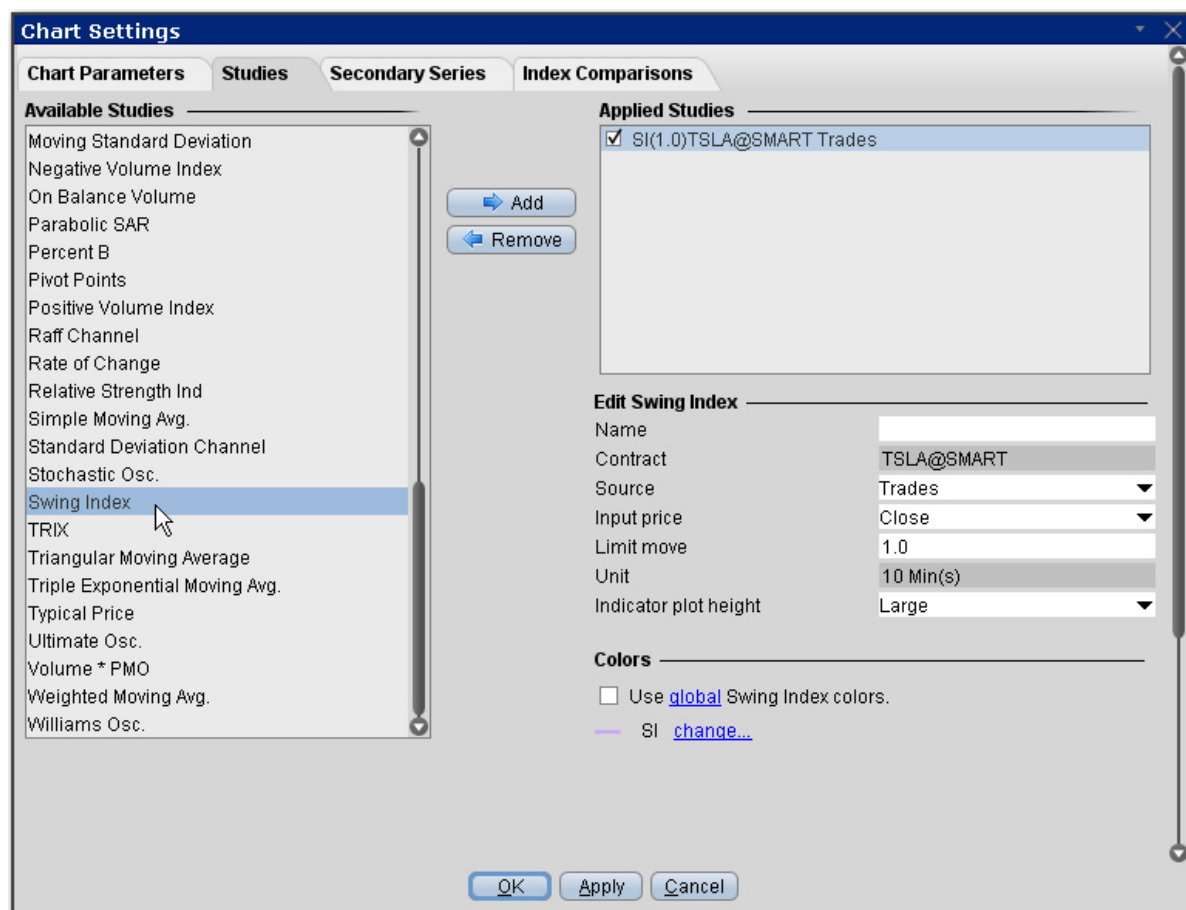 Chart Settings
Chart Parameters
Studies
Secondary Series
Index Comparisons
Available Studies
Moving Standard Deviation
Negative Volume Index
On Balance Volume
Parabolic SAR
Percent B
Pivot Points
Positive Volume Index
Raff Channel
Rate of Change
Relative Strength Ind
Simple Moving Avg.
Standard Deviation Channel
Stochastic Osc.
Swing Index
TRIX
Triangular Moving Average
Triple Exponential Moving Avg.
Typical Price
Ultimate Osc.
Volume * PMO
Weighted Moving Avg.
Williams Osc.
Add
Remove
Applied Studies
SI(1.0)TSLA@SMART Trades
Edit Swing Index
Name
Contract TSLA@SMART
Source Trades
Input price Close
Limit move 1.0
Unit 10 Min(s)
Indicator plot height Large
Colors
Use global Swing Index colors.
SI change...
OK
Apply
Cancel